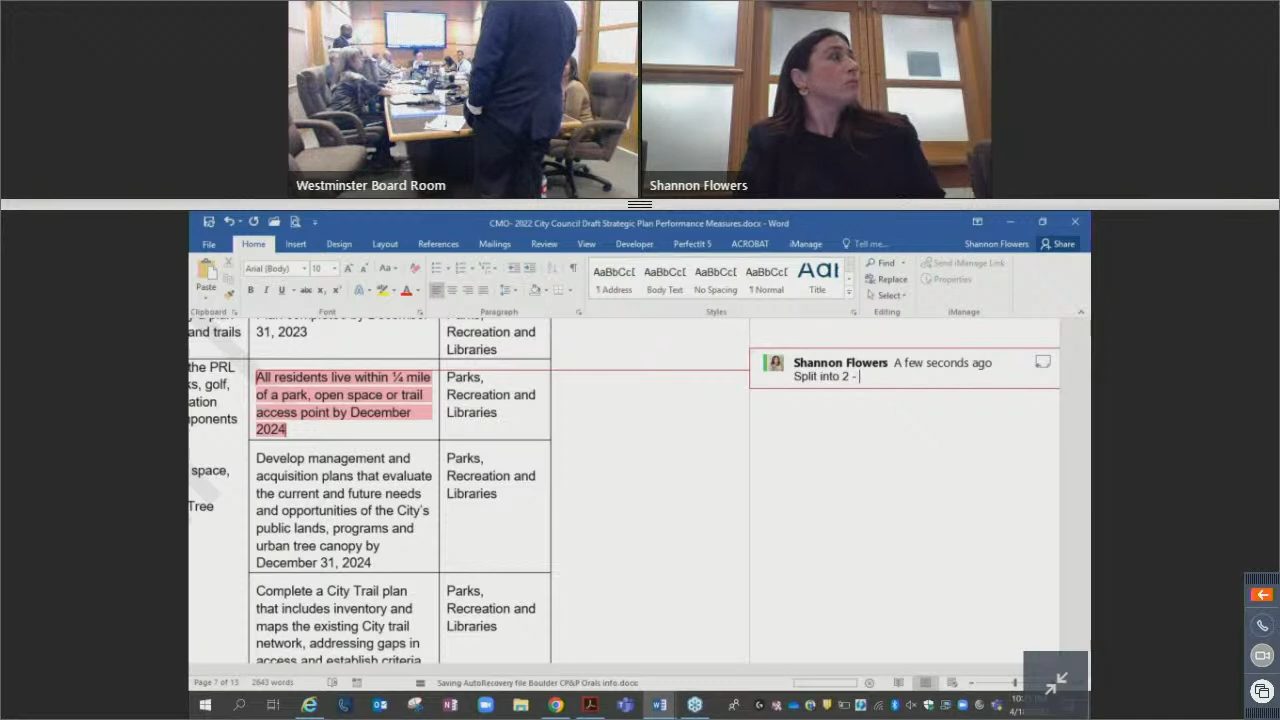 Westminster Board Room
Shannon Flowers
CMO- 2022 City Council Draft Strategic Plan Performance Measures.docx - Word
File Home Insert Design Layout References Mailings Review View Developer PerfectIt 5 ACROBAT iManage Tell me... Shannon Flowers Share
Arial (Body) 10
Paste
AaBbCcI AaBbCcI AaBbCcI AaBbCcI AaI
¶ Address Body Text No Spacing ¶ Normal Title
Find
Replace
Select
Send iManage Link
Properties
Clipboard Font Paragraph Styles Editing iManage
31, 2023
and trails
Parks,
Recreation and
Libraries
the PRL
ks, golf,
ation
nponents
space,
Tree
All residents live within ¼ mile
of a park, open space or trail
access point by December
2024
Parks,
Recreation and
Libraries
Develop management and
acquisition plans that evaluate
the current and future needs
and opportunities of the City's
public lands, programs and
urban tree canopy by
December 31, 2024
Parks,
Recreation and
Libraries
Complete a City Trail plan
that includes inventory and
maps the existing City trail
network, addressing gaps in
access and establish criteria
Parks,
Recreation and
Libraries
Shannon Flowers A few seconds ago
Split into 2 -
Page 7 of 13 2643 words Saving AutoRecovery file Boulder CP&P Orals info.docx